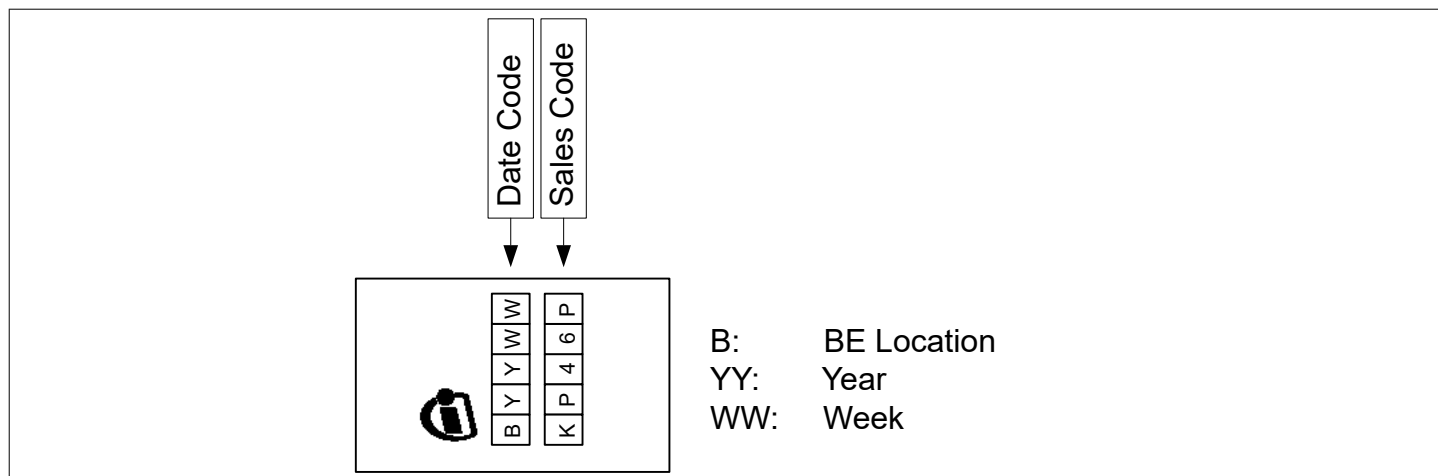 Date Code
Sales Code
BYYWW
KP46P
B: BE Location
YY: Year
WW: Week